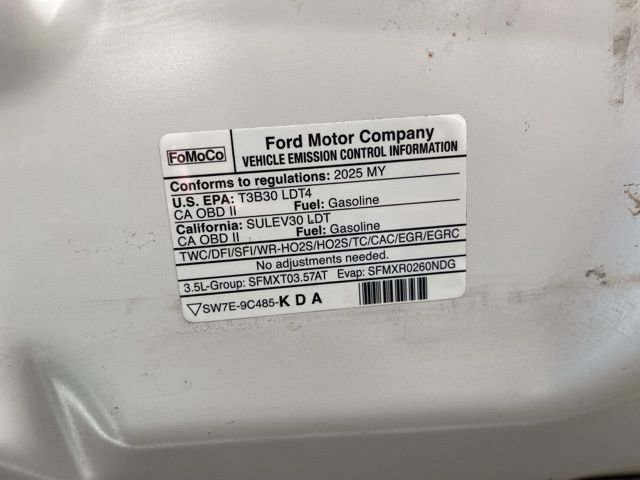 FoMoCo
Ford Motor Company
VEHICLE EMISSION CONTROL INFORMATION
Conforms to regulations: 2025 MY
U.S. EPA: T3B30 LDT4
CA OBD II Fuel: Gasoline
California: SULEV30 LDT
CA OBD II Fuel: Gasoline
TWC/DFI/SFI/WR-HO2S/HO2S/TC/CAC/EGR/EGRC
No adjustments needed.
3.5L-Group: SFMXT03.57AT Evap: SFMXR0260NDG
SW7E-9C485-KDA